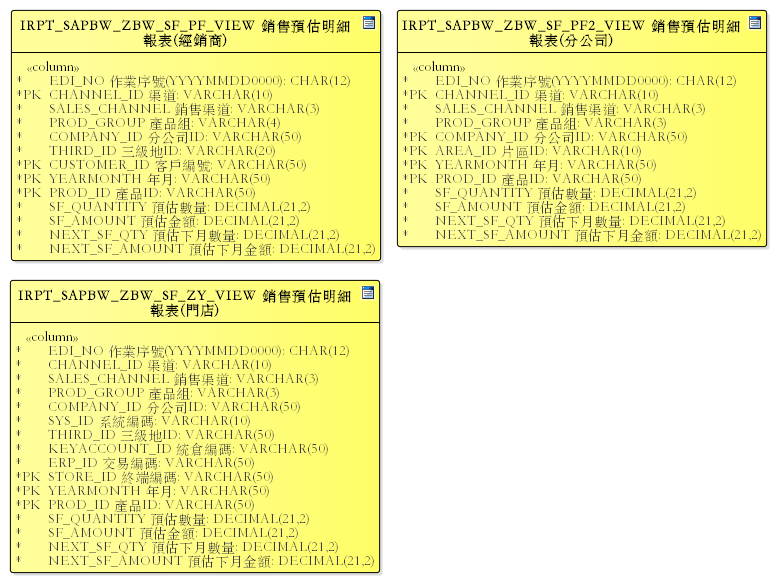 IRPT_SAPBW_ZBW_SF_PF_VIEW 銷售預估明細
報表(經銷商)
«column»
* EDI_NO 作業序號(YYYYMMDD0000): CHAR(12)
*PK CHANNEL_ID 渠道: VARCHAR(10)
* SALES_CHANNEL 銷售渠道: VARCHAR(3)
* PROD_GROUP 產品組: VARCHAR(4)
* COMPANY_ID 分公司ID: VARCHAR(50)
* THIRD_ID 三級地ID: VARCHAR(20)
*PK CUSTOMER_ID 客戶編號: VARCHAR(50)
*PK YEARMONTH 年月: VARCHAR(50)
*PK PROD_ID 產品ID: VARCHAR(50)
* SF_QUANTITY 預估數量: DECIMAL(21,2)
* SF_AMOUNT 預估金額: DECIMAL(21,2)
* NEXT_SF_QTY 預估下月數量: DECIMAL(21,2)
* NEXT_SF_AMOUNT 預估下月金額: DECIMAL(21,2)
IRPT_SAPBW_ZBW_SF_PF2_VIEW 銷售預估明細
報表(分公司)
«column»
* EDI_NO 作業序號(YYYYMMDD0000): CHAR(12)
*PK CHANNEL_ID 渠道: VARCHAR(10)
* SALES_CHANNEL 銷售渠道: VARCHAR(3)
* PROD_GROUP 產品組: VARCHAR(3)
*PK COMPANY_ID 分公司ID: VARCHAR(50)
*PK AREA_ID 片區ID: VARCHAR(10)
*PK YEARMONTH 年月: VARCHAR(50)
*PK PROD_ID 產品ID: VARCHAR(50)
* SF_QUANTITY 預估數量: DECIMAL(21,2)
* SF_AMOUNT 預估金額: DECIMAL(21,2)
* NEXT_SF_QTY 預估下月數量: DECIMAL(21,2)
* NEXT_SF_AMOUNT 預估下月金額: DECIMAL(21,2)
IRPT_SAPBW_ZBW_SF_ZY_VIEW 銷售預估明細
報表(門店)
«column»
* EDI_NO 作業序號(YYYYMMDD0000): CHAR(12)
* CHANNEL_ID 渠道: VARCHAR(10)
* SALES_CHANNEL 銷售渠道: VARCHAR(3)
* PROD_GROUP 產品組: VARCHAR(3)
* COMPANY_ID 分公司ID: VARCHAR(50)
* SYS_ID 系統編碼: VARCHAR(10)
* THIRD_ID 三級地ID: VARCHAR(50)
* KEYACCOUNT_ID 統倉編碼: VARCHAR(50)
* ERP_ID 交易編碼: VARCHAR(50)
*PK STORE_ID 終端編碼: VARCHAR(50)
*PK YEARMONTH 年月: VARCHAR(50)
*PK PROD_ID 產品ID: VARCHAR(50)
* SF_QUANTITY 預估數量: DECIMAL(21,2)
* SF_AMOUNT 預估金額: DECIMAL(21,2)
* NEXT_SF_QTY 預估下月數量: DECIMAL(21,2)
* NEXT_SF_AMOUNT 預估下月金額: DECIMAL(21,2)